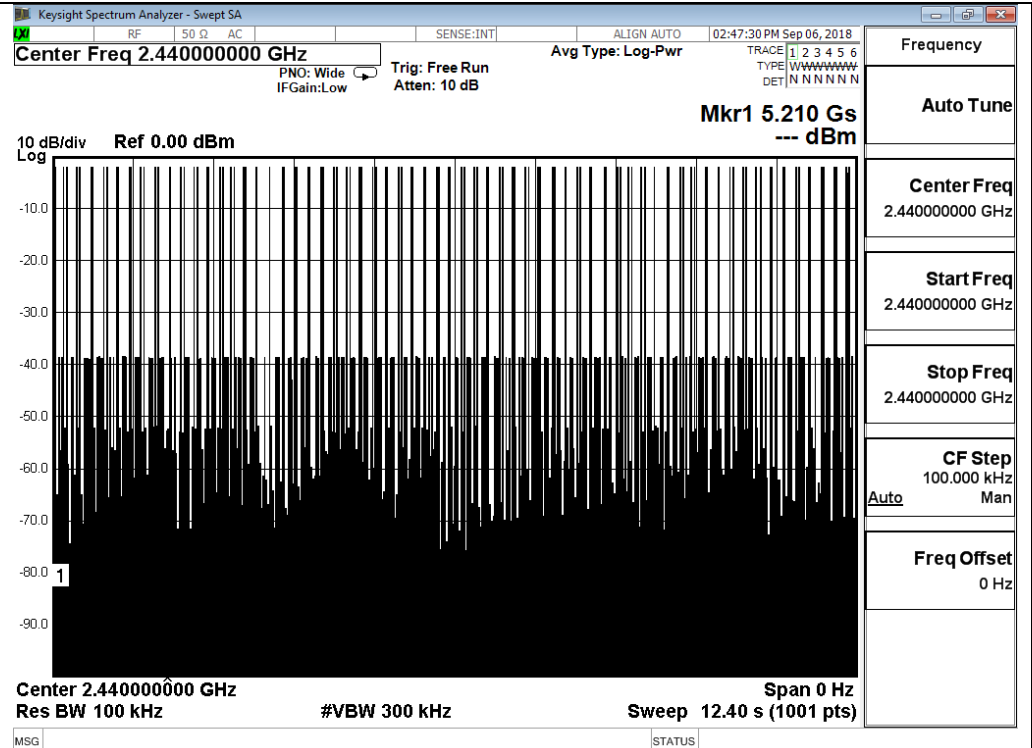 Keysight Spectrum Analyzer - Swept SA
LXI RF 50 Ω AC SENSE:INT ALIGN AUTO 02:47:30 PM Sep 06, 2018
Center Freq 2.440000000 GHz
PNO: Wide
IFGain:Low
Trig: Free Run
Atten: 10 dB
Avg Type: Log-Pwr
TRACE 1 2 3 4 5 6
TYPE WWWWWW
DET N N N N N N
Mkr1 5.210 Gs
--- dBm
10 dB/div Ref 0.00 dBm
Log
-10.0
-20.0
-30.0
-40.0
-50.0
-60.0
-70.0
-80.0
-90.0
1
Center 2.440000000 GHz Span 0 Hz
Res BW 100 kHz #VBW 300 kHz Sweep 12.40 s (1001 pts)
MSG STATUS
Frequency
Auto Tune
Center Freq
2.440000000 GHz
Start Freq
2.440000000 GHz
Stop Freq
2.440000000 GHz
CF Step
100.000 kHz
Auto Man
Freq Offset
0 Hz